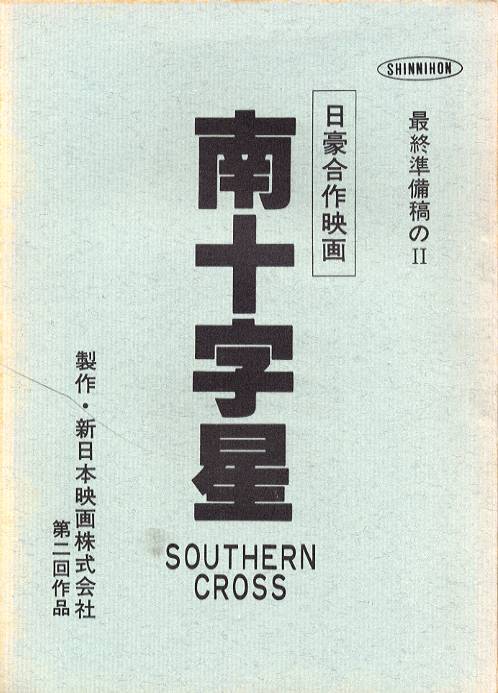 SHINNIHON
最終準備稿のII
日豪合作映画
南十字星
SOUTHERN
CROSS
製作・新日本映画株式会社
第二回作品